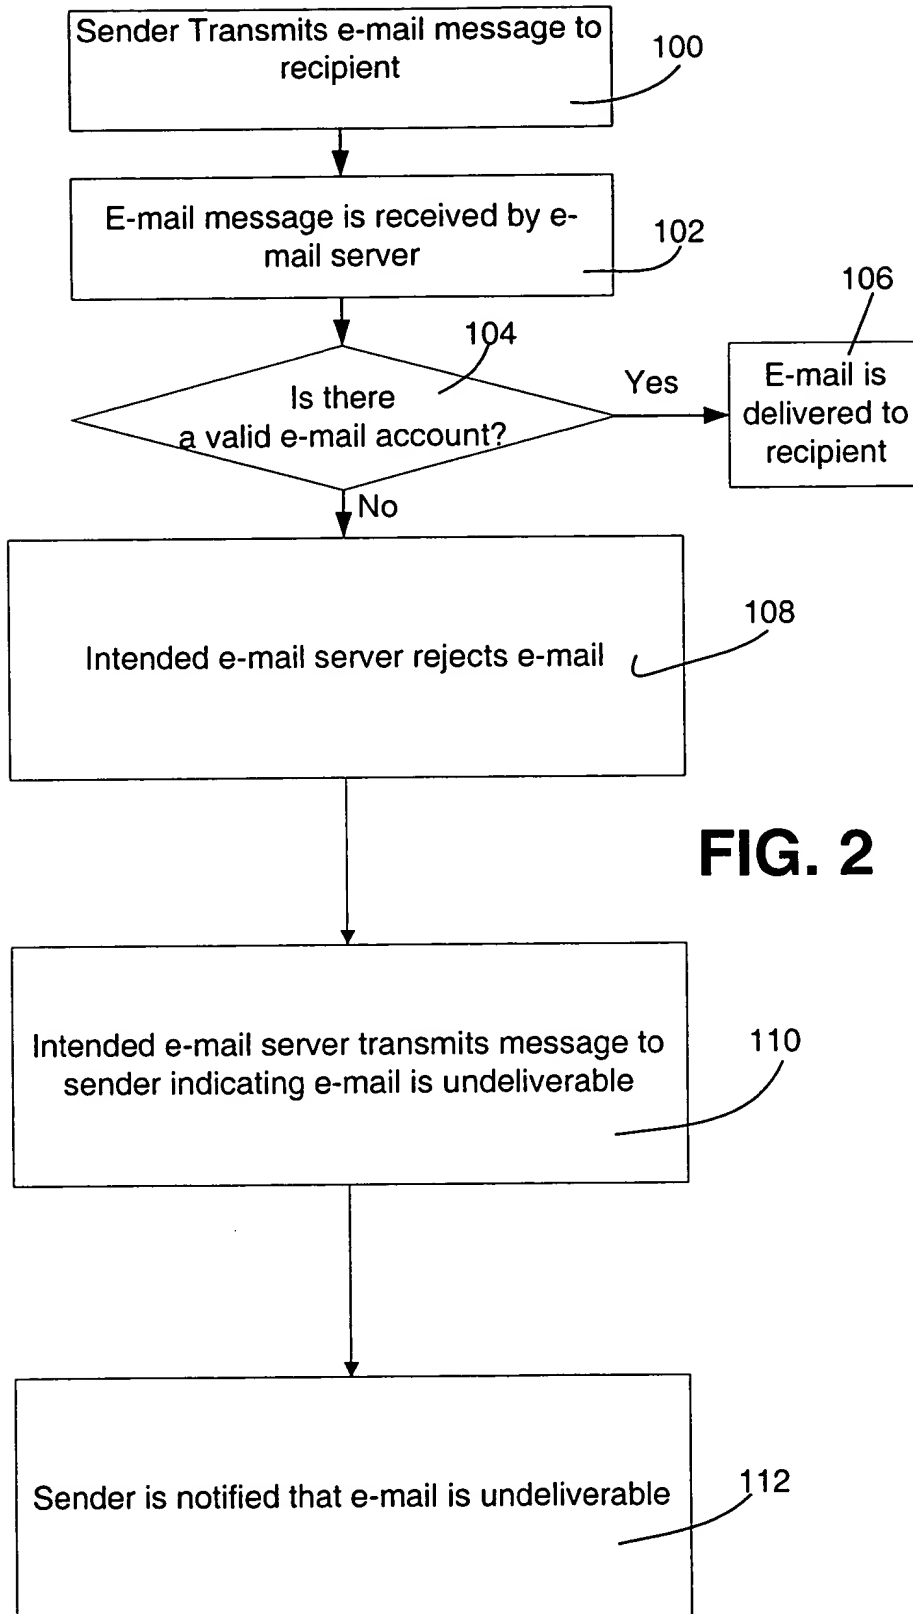 Sender Transmits e-mail message to
recipient
100
E-mail message is received by e-
mail server
102
104
106
Is there
a valid e-mail account?
Yes
E-mail is
delivered to
recipient
No
Intended e-mail server rejects e-mail
108
FIG. 2
Intended e-mail server transmits message to
sender indicating e-mail is undeliverable
110
Sender is notified that e-mail is undeliverable
112